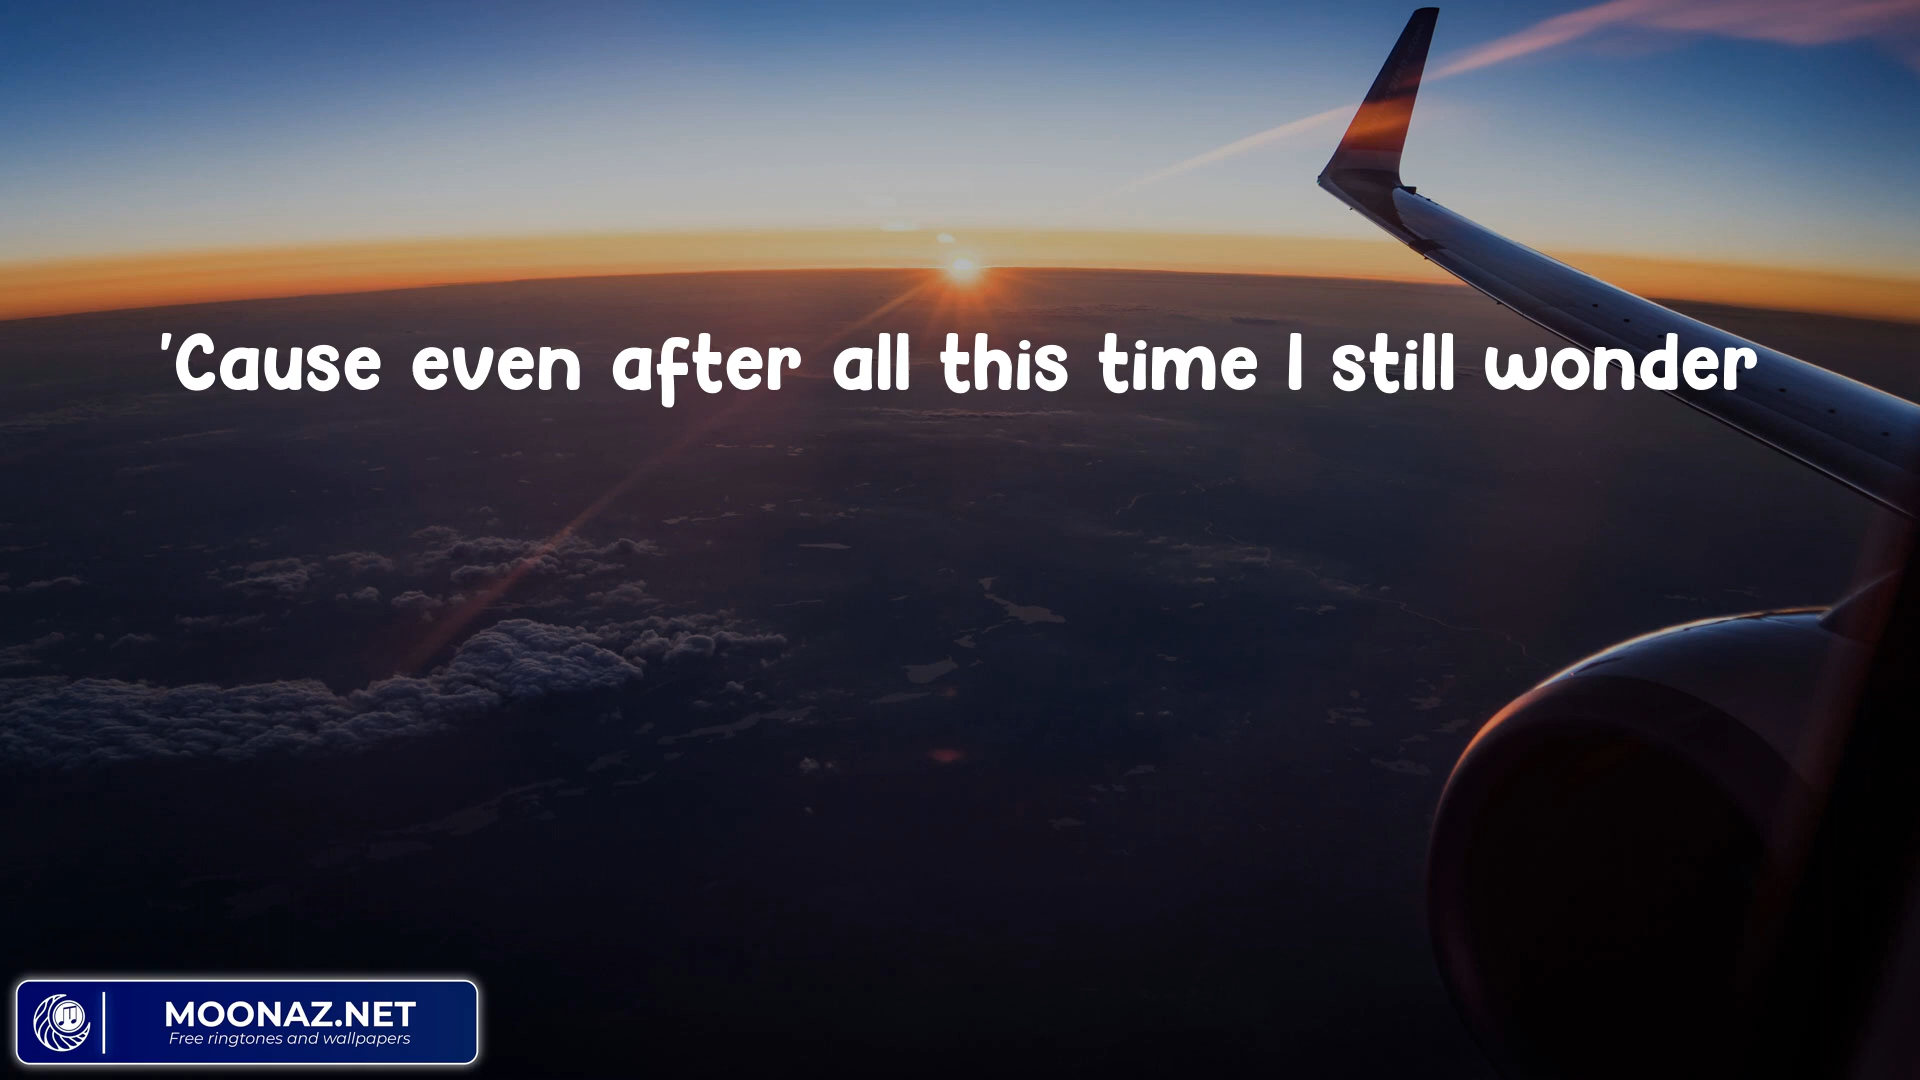 'Cause even after all this time I still wonder
MOONAZ.NET
Free ringtones and wallpapers